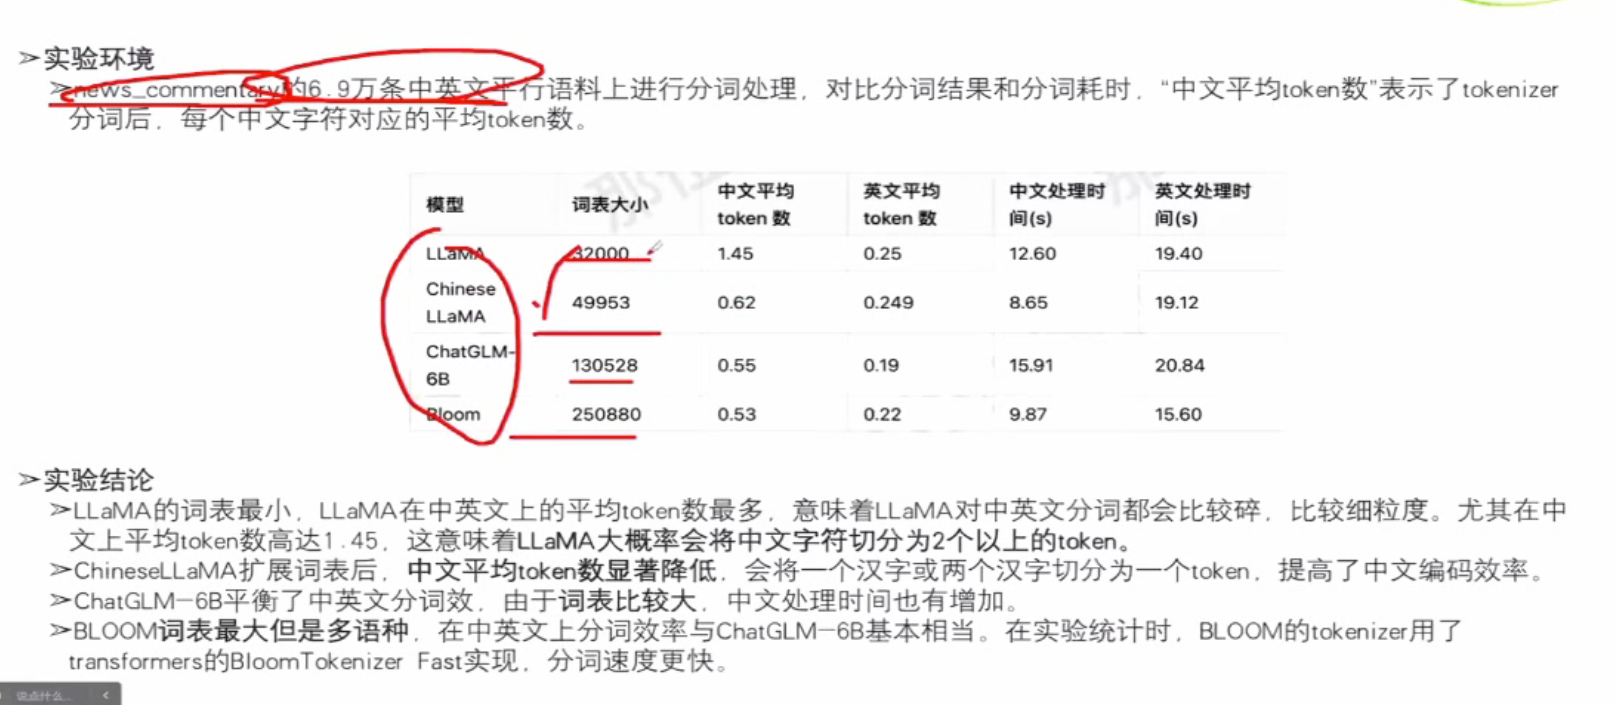 ➢实验环境
➢news_commentary的6.9万条中英文平行语料上进行分词处理，对比分词结果和分词耗时，“中文平均token数”表示了tokenizer
分词后，每个中文字符对应的平均token数。
模型 词表大小 中文平均 token 数 英文平均 token 数 中文处理时间(s) 英文处理时间(s)
LLaMA 32000 1.45 0.25 12.60 19.40
Chinese LLaMA 49953 0.62 0.249 8.65 19.12
ChatGLM-6B 130528 0.55 0.19 15.91 20.84
Bloom 250880 0.53 0.22 9.87 15.60
➢实验结论
➢LLaMA的词表最小，LLaMA在中英文上的平均token数最多，意味着LLaMA对中英文分词都会比较碎，比较细粒度。尤其在中
文上平均token数高达1.45，这意味着LLaMA大概率会将中文字符切分为2个以上的token。
➢ChineseLLaMA扩展词表后，中文平均token数显著降低，会将一个汉字或两个汉字切分为一个token，提高了中文编码效率。
➢ChatGLM-6B平衡了中英文分词效，由于词表比较大，中文处理时间也有增加。
➢BLOOM词表最大但是多语种，在中英文上分词效率与ChatGLM-6B基本相当。在实验统计时，BLOOM的tokenizer用了
transformers的BloomTokenizer Fast实现，分词速度更快。
说点什么...